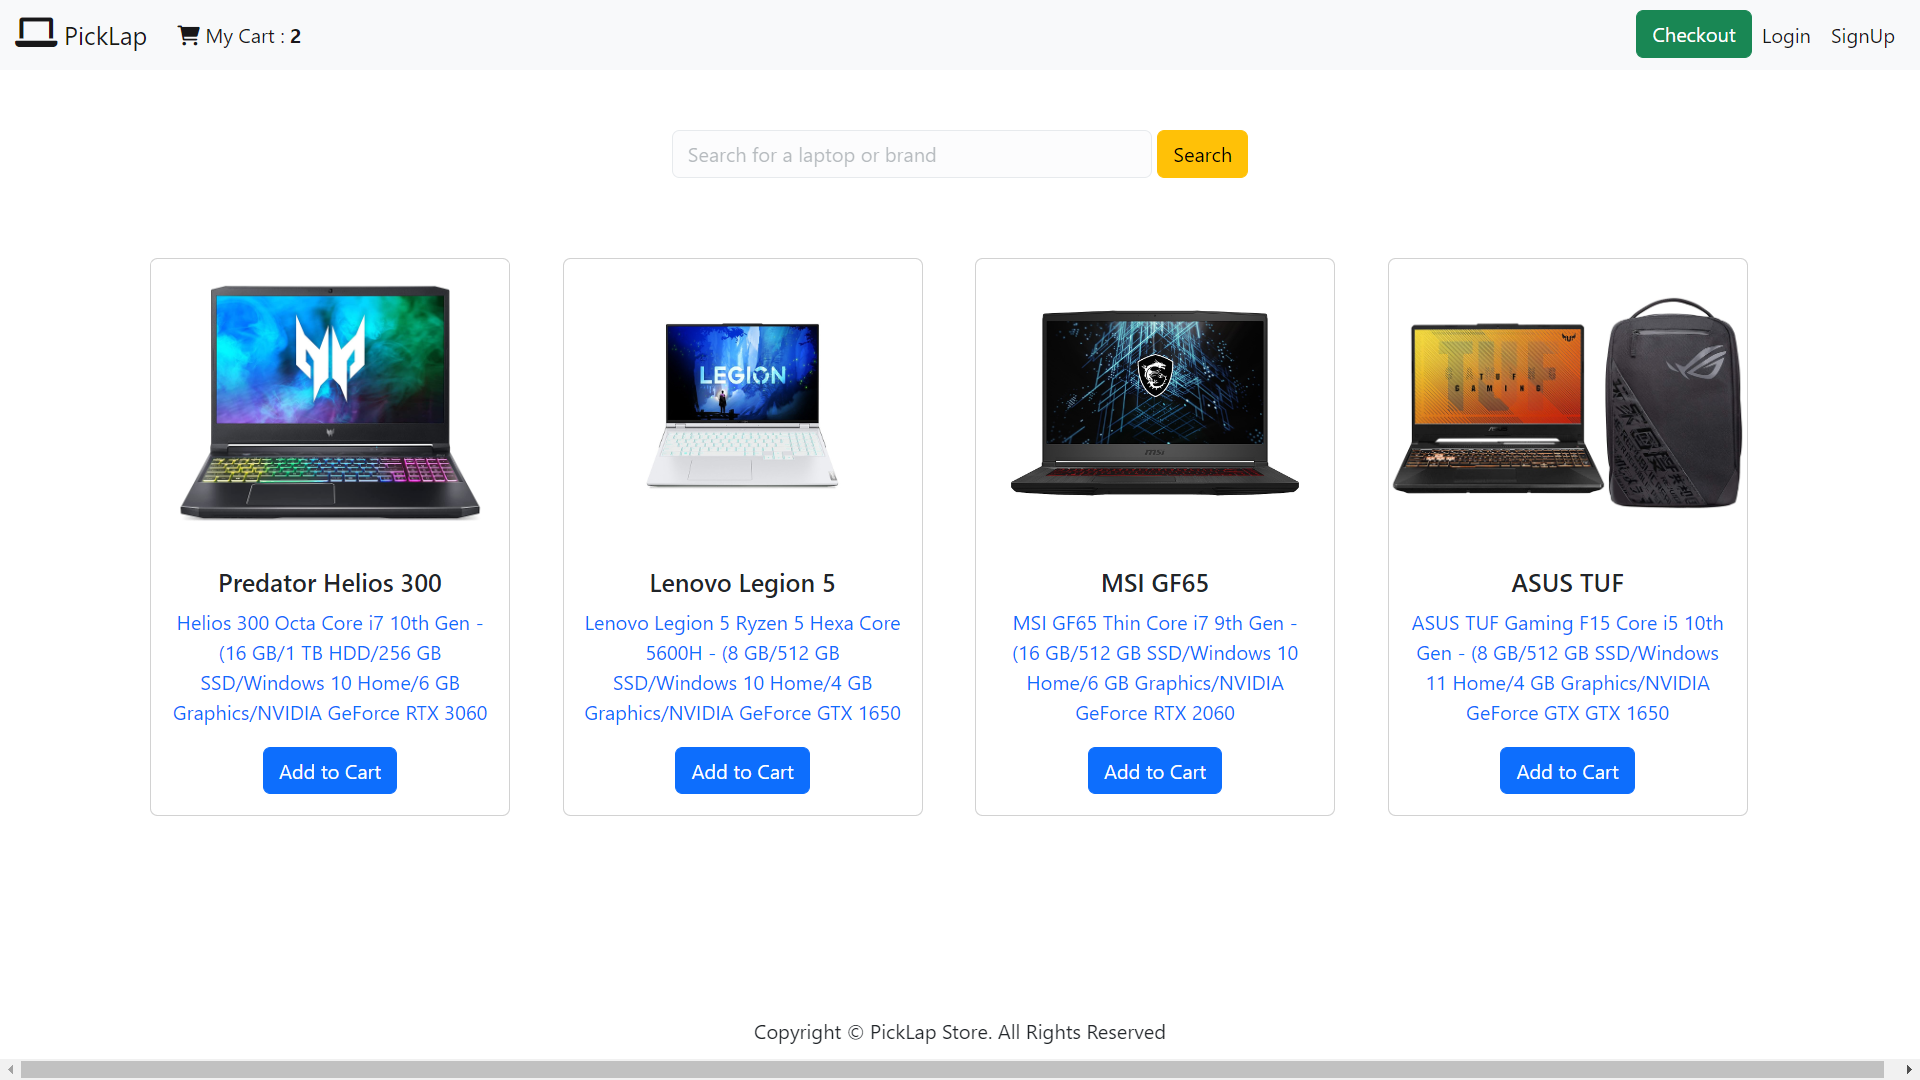 PickLap
My Cart : 2
Checkout
Login
SignUp
Search for a laptop or brand
Search
LEGION
msi
TUF
TUF
GAMING
Predator Helios 300
Helios 300 Octa Core i7 10th Gen -
(16 GB/1 TB HDD/256 GB
SSD/Windows 10 Home/6 GB
Graphics/NVIDIA GeForce RTX 3060
Add to Cart
Lenovo Legion 5
Lenovo Legion 5 Ryzen 5 Hexa Core
5600H - (8 GB/512 GB
SSD/Windows 10 Home/4 GB
Graphics/NVIDIA GeForce GTX 1650
Add to Cart
MSI GF65
MSI GF65 Thin Core i7 9th Gen -
(16 GB/512 GB SSD/Windows 10
Home/6 GB Graphics/NVIDIA
GeForce RTX 2060
Add to Cart
ASUS TUF
ASUS TUF Gaming F15 Core i5 10th
Gen - (8 GB/512 GB SSD/Windows
11 Home/4 GB Graphics/NVIDIA
GeForce GTX GTX 1650
Add to Cart
Copyright © PickLap Store. All Rights Reserved